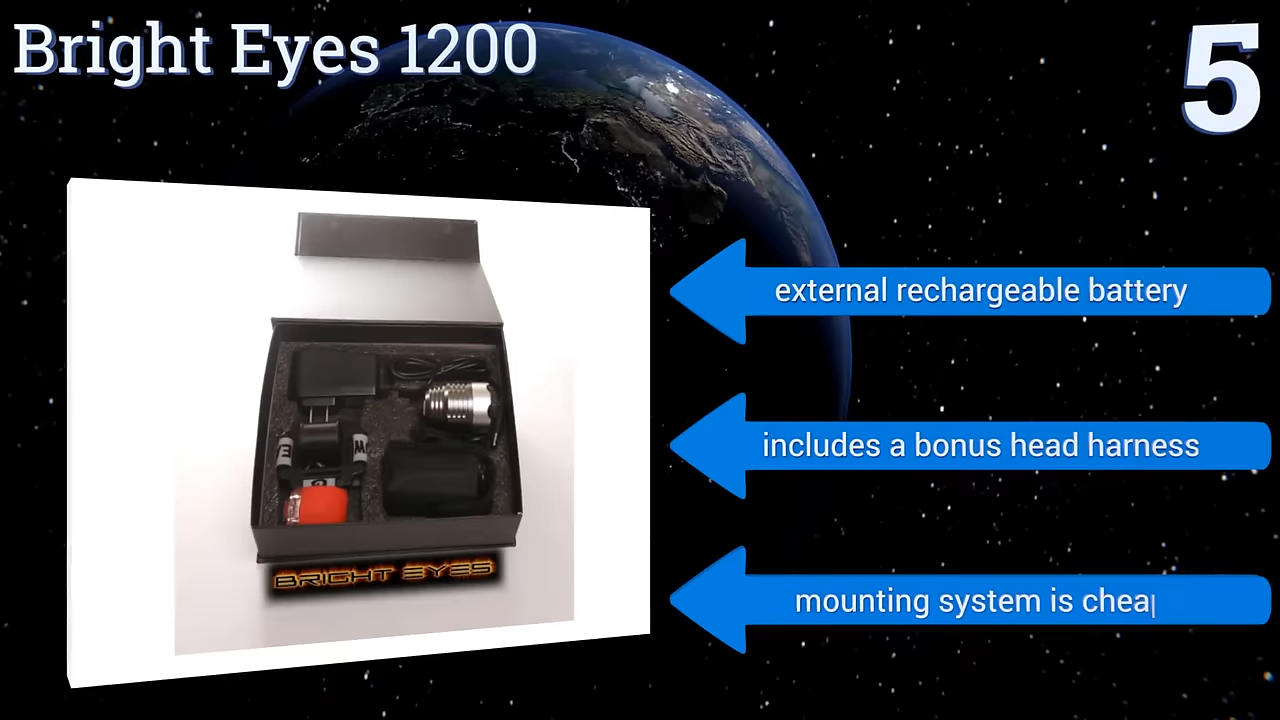 Bright Eyes 1200
5
external rechargeable battery
includes a bonus head harness
mounting system is chea
BRIGHT EYES